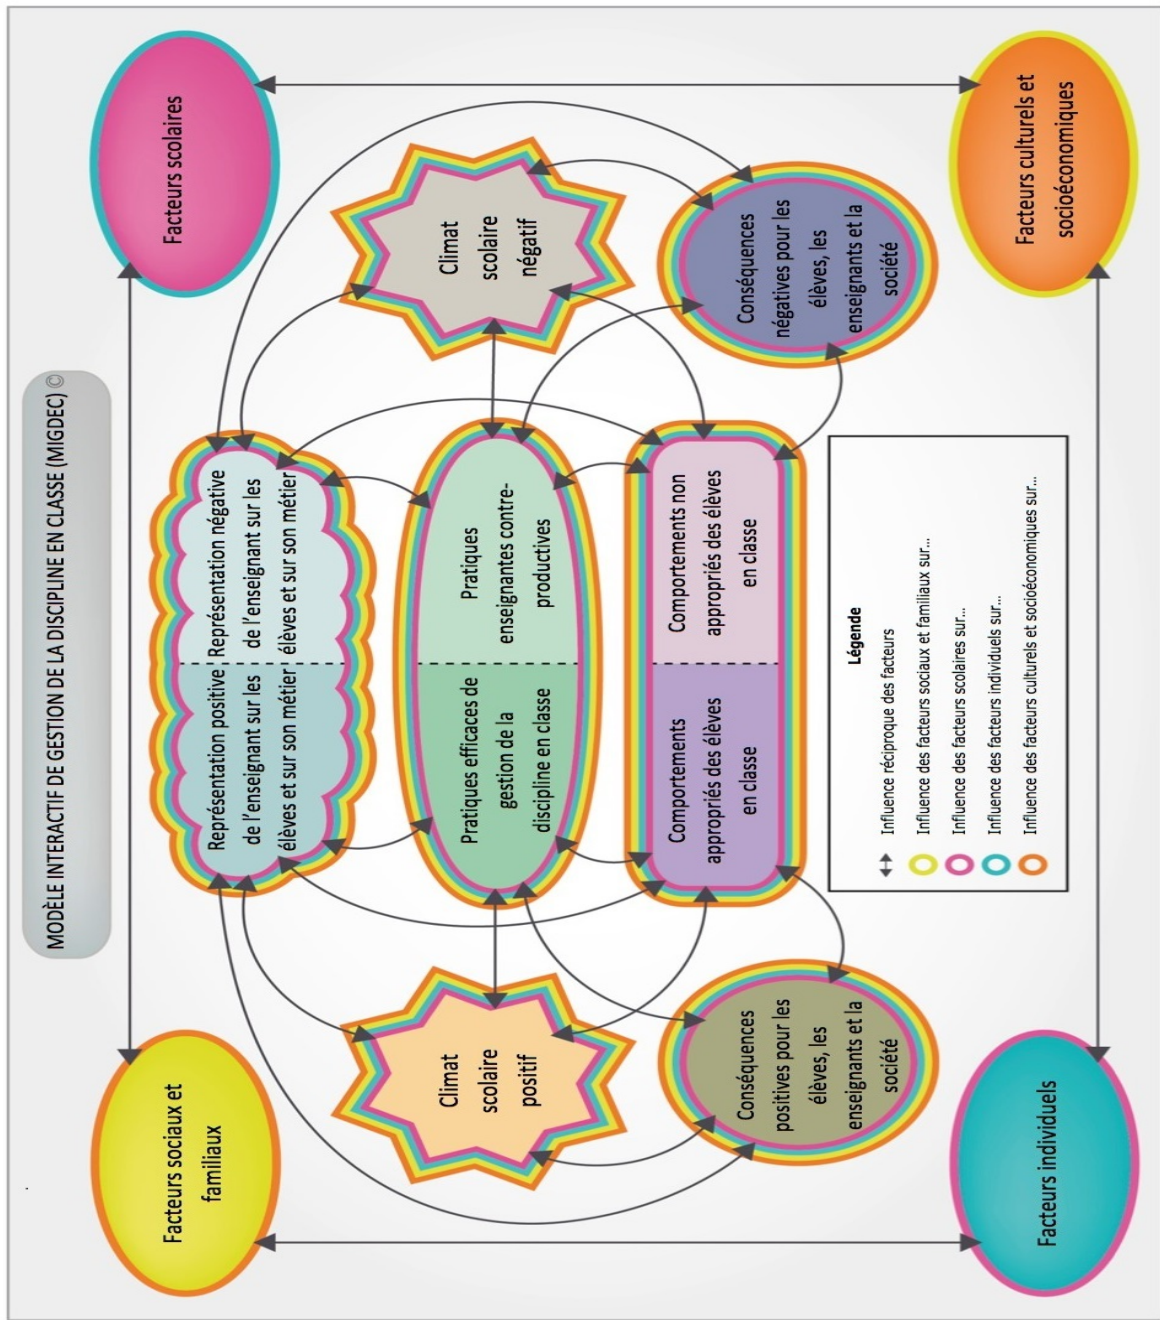 MODÈLE INTERACTIF DE GESTION DE LA DISCIPLINE EN CLASSE (MIGDEC) ©
Facteurs sociaux et
familiaux
Facteurs scolaires
Représentation positive
de l'enseignant sur les
élèves et sur son métier
Représentation négative
de l'enseignant sur les
élèves et sur son métier
Climat
scolaire
positif
Pratiques efficaces de
gestion de la
discipline en classe
Pratiques
enseignantes contre-
productives
Climat
scolaire
négatif
Conséquences
positives pour les
élèves, les
enseignants et la
société
Comportements
appropriés des élèves
en classe
Comportements non
appropriés des élèves
en classe
Conséquences
négatives pour les
élèves, les
enseignants et la
société
Légende
Influence réciproque des facteurs
Influence des facteurs sociaux et familiaux sur...
Influence des facteurs scolaires sur...
Influence des facteurs individuels sur...
Influence des facteurs culturels et socioéconomiques sur...
Facteurs individuels
Facteurs culturels et
socioéconomiques